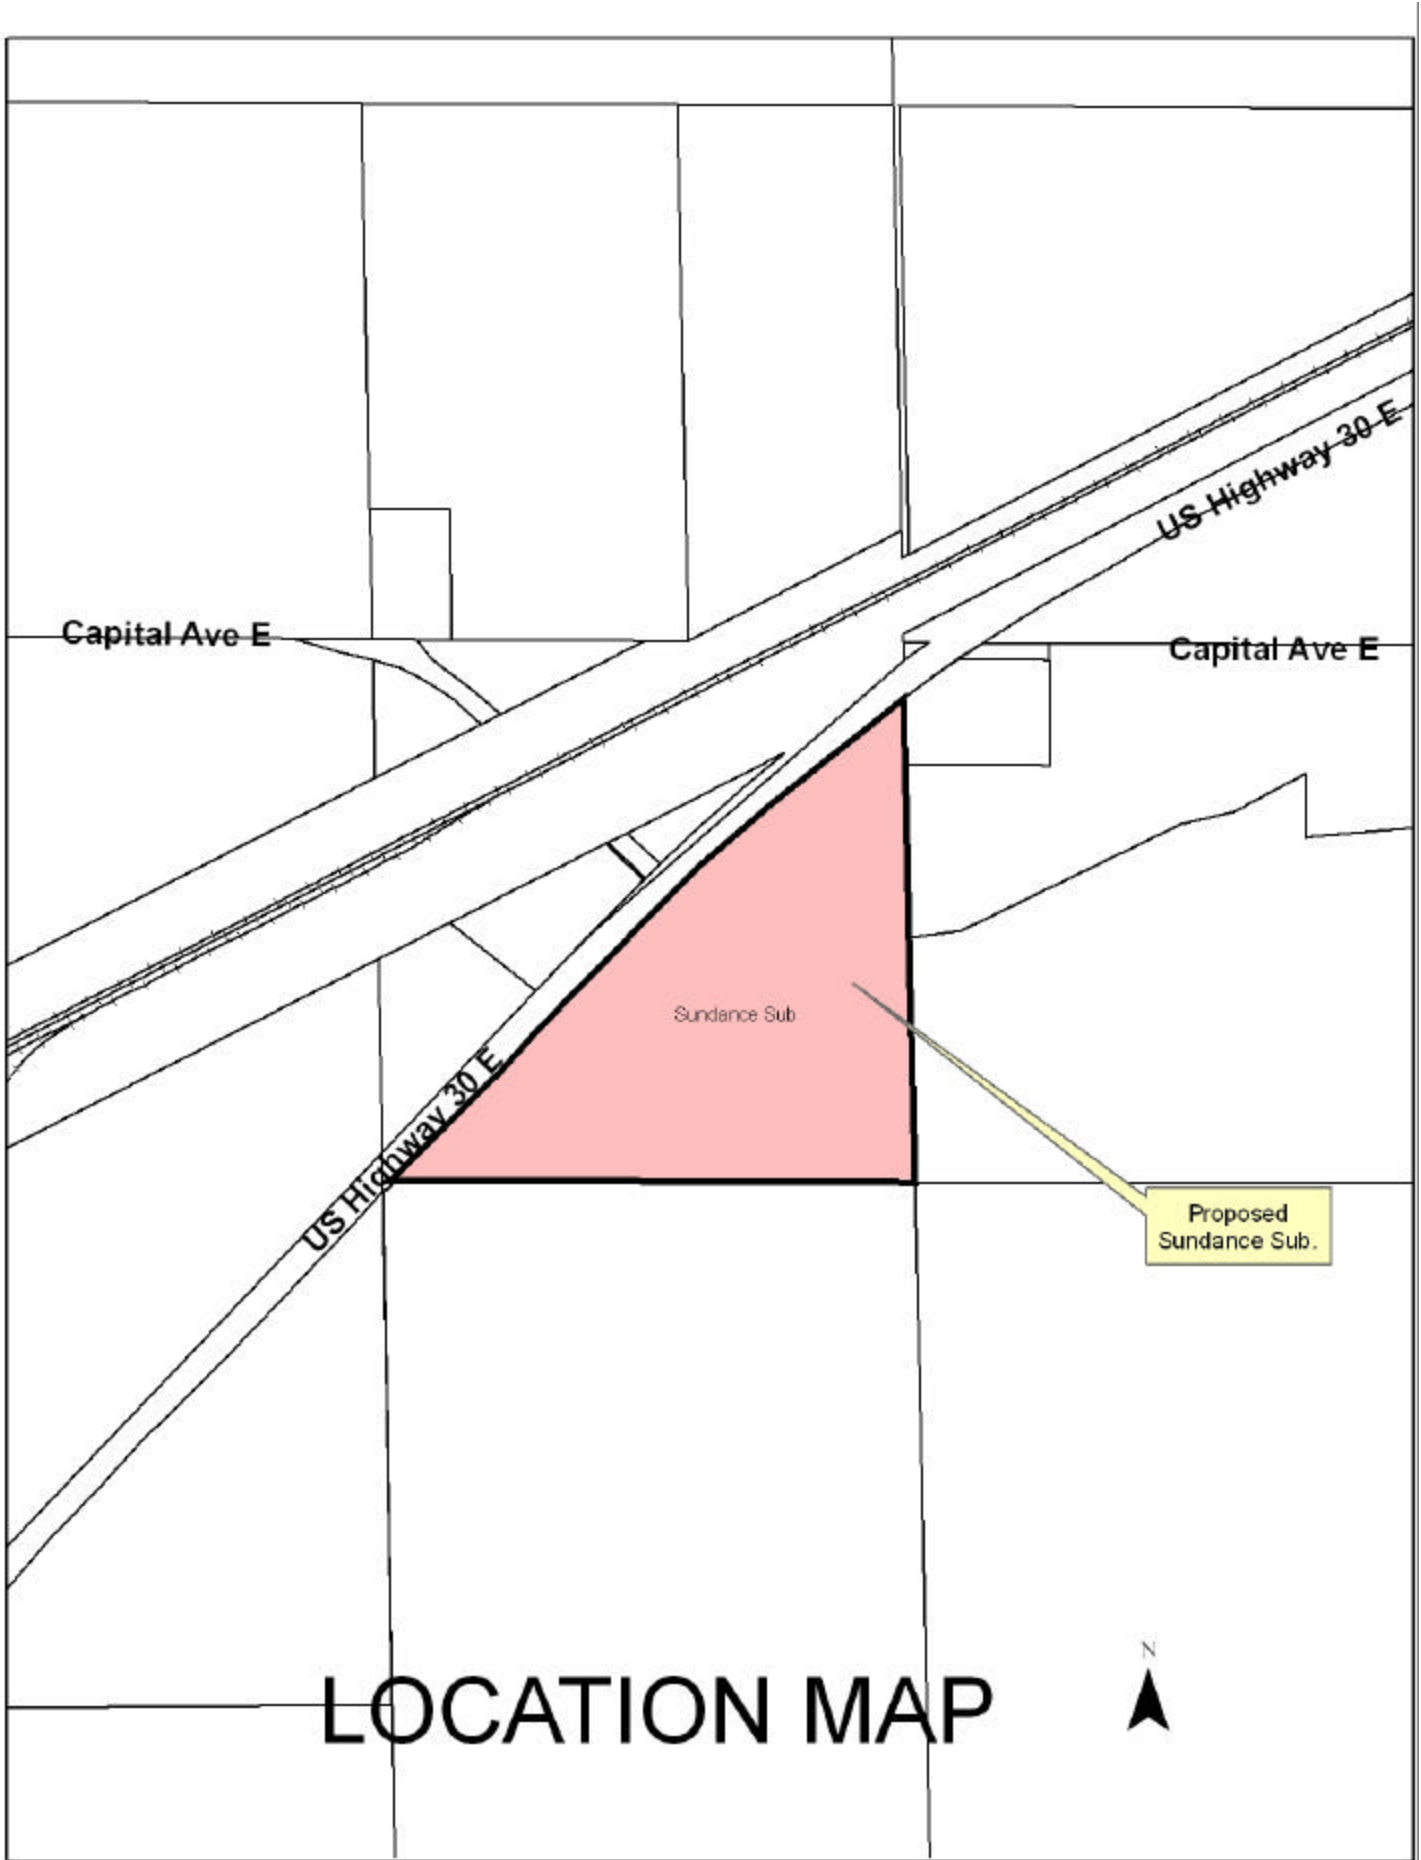 US Highway 30 E
Capital Ave E
Capital Ave E
Sundance Sub
US Highway 30 E
Proposed
Sundance Sub.
N
LOCATION MAP